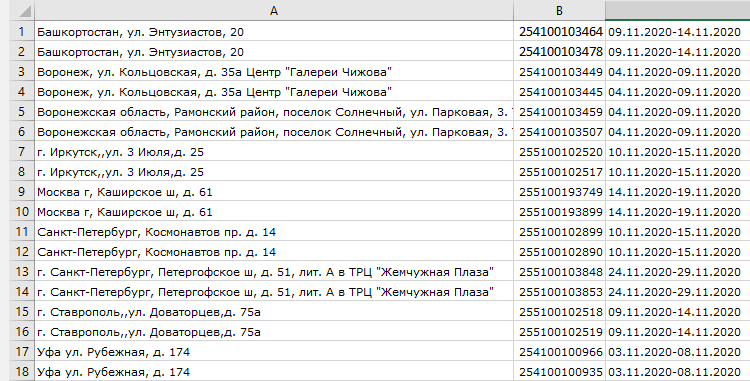 A B
1 Башкортостан, ул. Энтузиастов, 20 254100103464 09.11.2020-14.11.2020
2 Башкортостан, ул. Энтузиастов, 20 254100103478 09.11.2020-14.11.2020
3 Воронеж, ул. Кольцовская, д. 35а Центр "Галереи Чижова" 254100103449 04.11.2020-09.11.2020
4 Воронеж, ул. Кольцовская, д. 35а Центр "Галереи Чижова" 254100103445 04.11.2020-09.11.2020
5 Воронежская область, Рамонский район, поселок Солнечный, ул. Парковая, 3. 254100103459 04.11.2020-09.11.2020
6 Воронежская область, Рамонский район, поселок Солнечный, ул. Парковая, 3. 254100103507 04.11.2020-09.11.2020
7 г. Иркутск,,ул. 3 Июля,д. 25 255100102520 10.11.2020-15.11.2020
8 г. Иркутск,,ул. 3 Июля,д. 25 255100102517 10.11.2020-15.11.2020
9 Москва г, Каширское ш, д. 61 255100193749 14.11.2020-19.11.2020
10 Москва г, Каширское ш, д. 61 255100193899 14.11.2020-19.11.2020
11 Санкт-Петербург, Космонавтов пр. д. 14 255100102899 10.11.2020-15.11.2020
12 Санкт-Петербург, Космонавтов пр. д. 14 255100102890 10.11.2020-15.11.2020
13 г. Санкт-Петербург, Петергофское ш, д. 51, лит. А в ТРЦ "Жемчужная Плаза" 255100103848 24.11.2020-29.11.2020
14 г. Санкт-Петербург, Петергофское ш, д. 51, лит. А в ТРЦ "Жемчужная Плаза" 255100103853 24.11.2020-29.11.2020
15 г. Ставрополь,,ул. Доваторцев,д. 75а 255100102518 09.11.2020-14.11.2020
16 г. Ставрополь,,ул. Доваторцев,д. 75а 255100102519 09.11.2020-14.11.2020
17 Уфа ул. Рубежная, д. 174 254100100966 03.11.2020-08.11.2020
18 Уфа ул. Рубежная, д. 174 254100100935 03.11.2020-08.11.2020